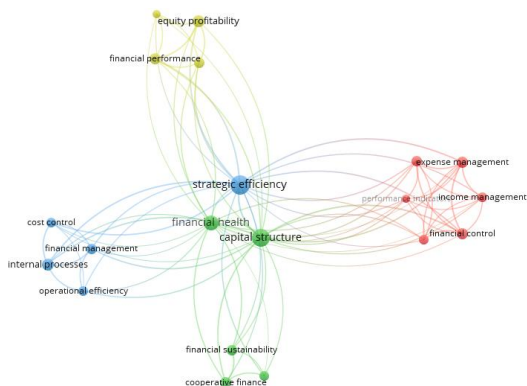 equity profitability
financial performance
expense management
strategic efficiency
performance indicator
income management
cost control
financial health
financial control
capital structure
financial management
internal processes
operational efficiency
financial sustainability
cooperative finance